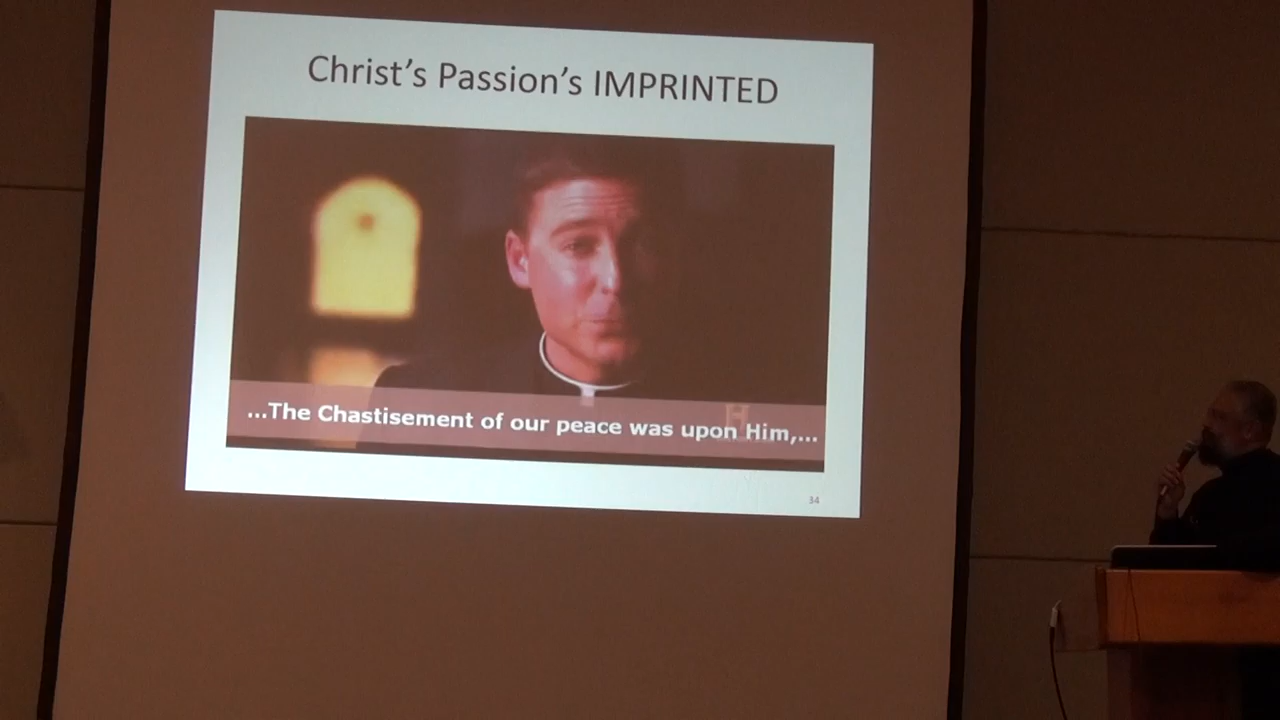 Christ's Passion's IMPRINTED
...The Chastisement of our peace was upon Him,...
H
34